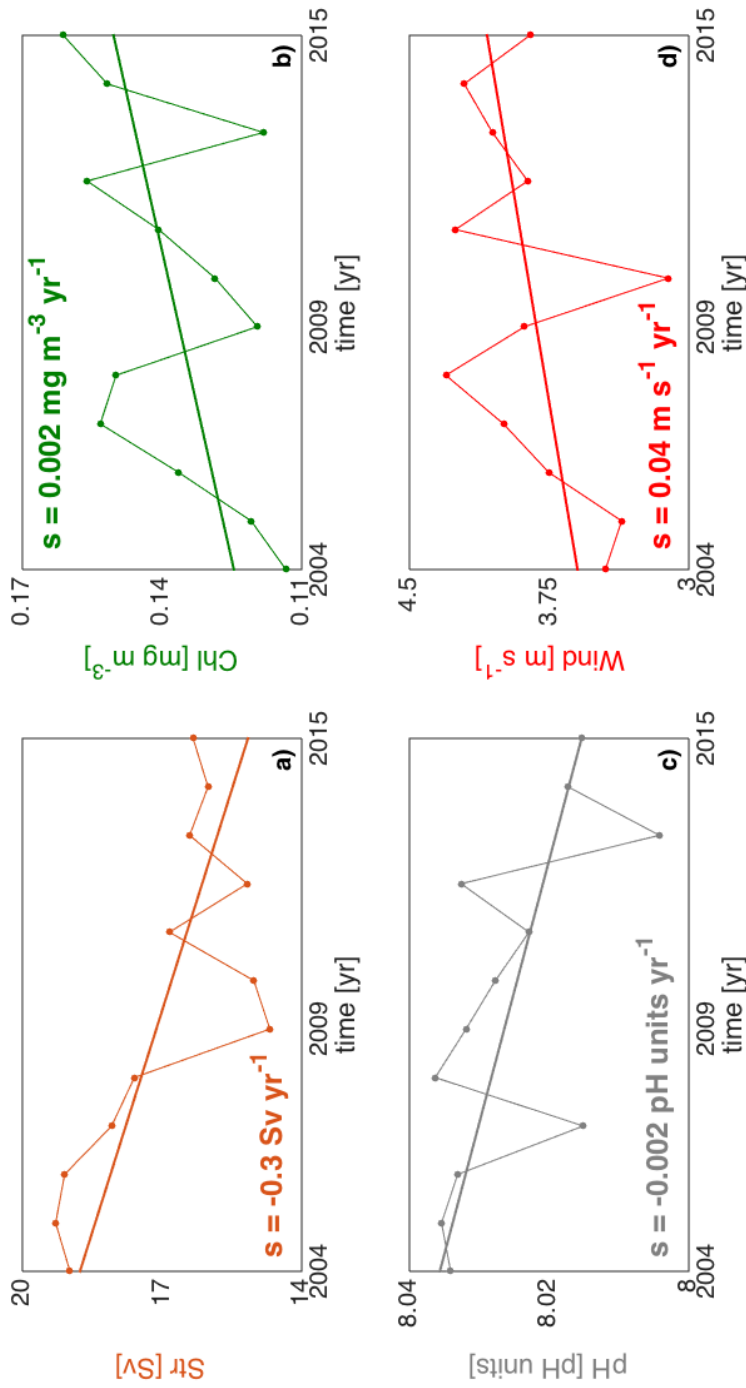 Str [Sv]
20
17
14
s = -0.3 Sv yr⁻¹
a)
2004
2009
2015
time [yr]
Chl [mg m⁻³]
0.17
0.14
0.11
s = 0.002 mg m⁻³ yr⁻¹
b)
2004
2009
2015
time [yr]
pH [pH units]
8.04
8.02
8
s = -0.002 pH units yr⁻¹
c)
2004
2009
2015
time [yr]
Wind [m s⁻¹]
4.5
3.75
3
s = 0.04 m s⁻¹ yr⁻¹
d)
2004
2009
2015
time [yr]